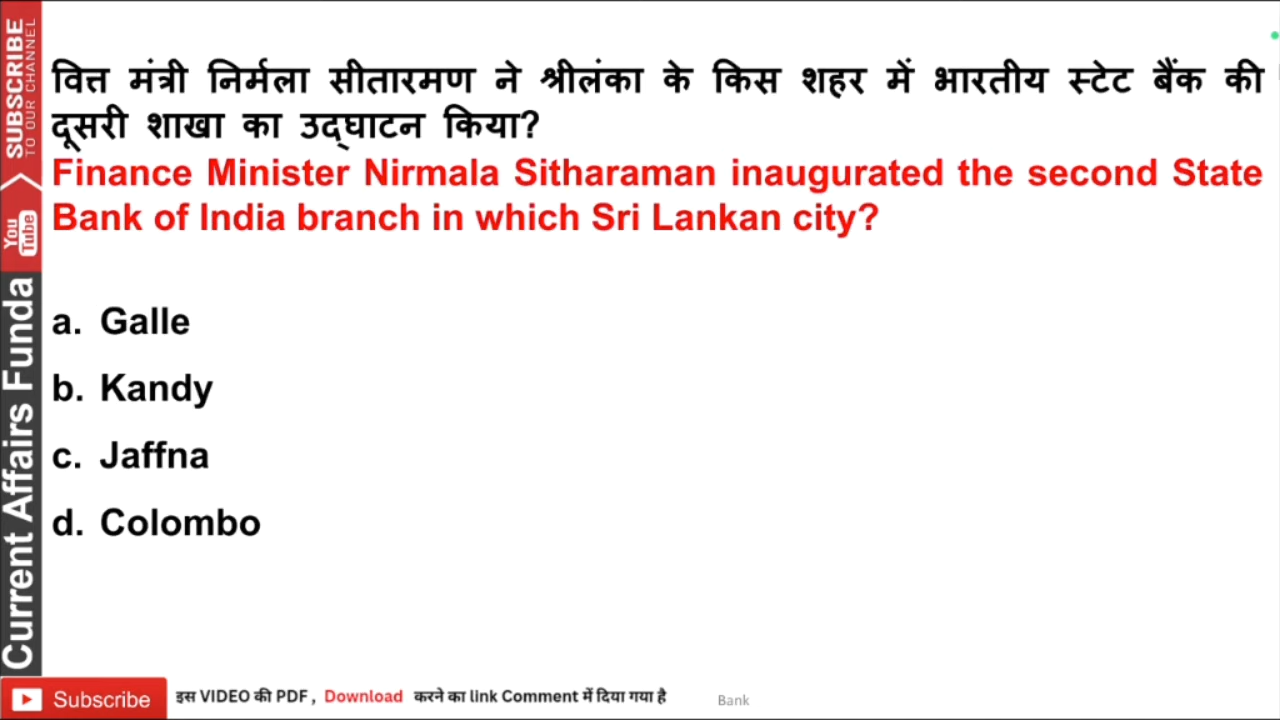 वित्त मंत्री निर्मला सीतारमण ने श्रीलंका के किस शहर में भारतीय स्टेट बैंक की
दूसरी शाखा का उद्घाटन किया?
Finance Minister Nirmala Sitharaman inaugurated the second State
Bank of India branch in which Sri Lankan city?
a. Galle
b. Kandy
c. Jaffna
d. Colombo
SUBSCRIBE
TO OUR CHANNEL
You
Tube
Current Affairs Funda
Subscribe
इस VIDEO की PDF , Download करने का link Comment में दिया गया है
Bank